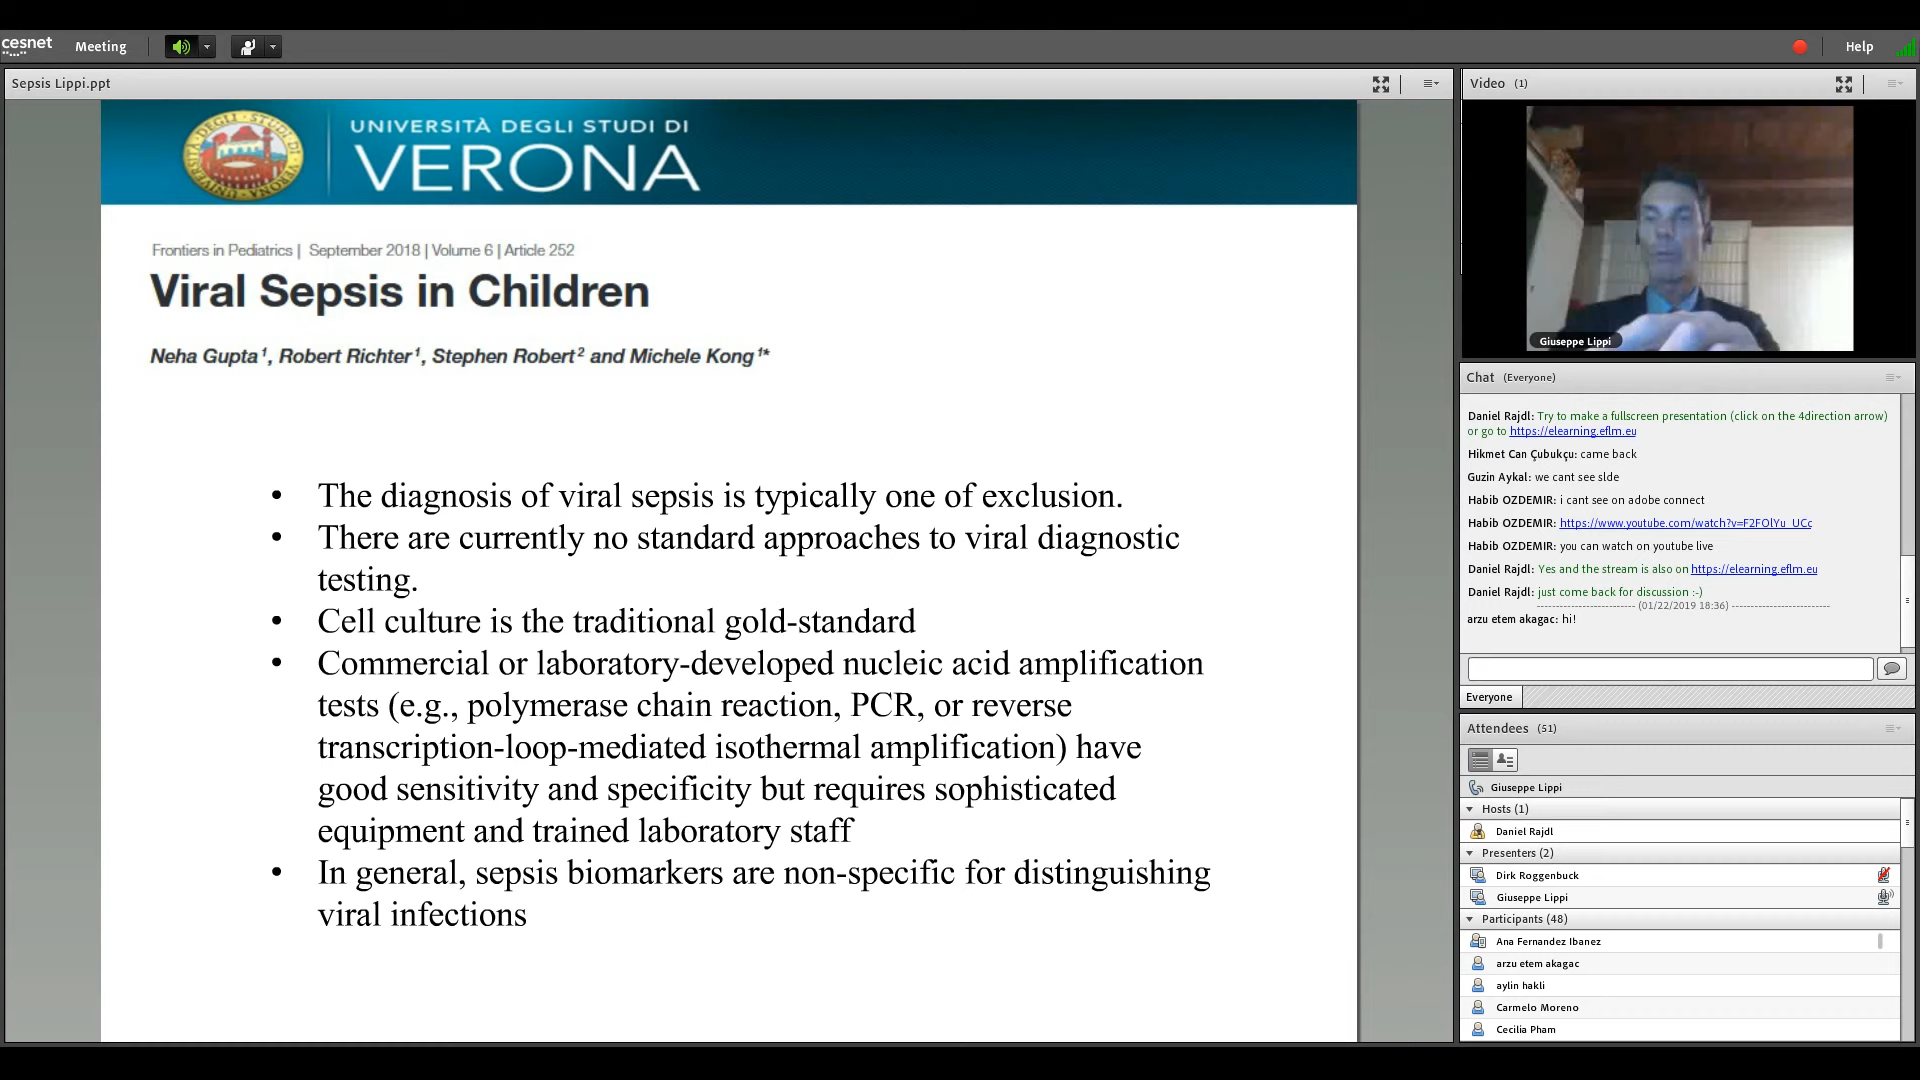 cesnet
Meeting
Help
Sepsis Lippi.ppt
UNIVERSITÀ DEGLI STUDI DI
VERONA
Frontiers in Pediatrics | September 2018 | Volume 6 | Article 252
Viral Sepsis in Children
Neha Gupta 1, Robert Richter 1, Stephen Robert 2 and Michele Kong 1*
• The diagnosis of viral sepsis is typically one of exclusion.
• There are currently no standard approaches to viral diagnostic
testing.
• Cell culture is the traditional gold-standard
• Commercial or laboratory-developed nucleic acid amplification
tests (e.g., polymerase chain reaction, PCR, or reverse
transcription-loop-mediated isothermal amplification) have
good sensitivity and specificity but requires sophisticated
equipment and trained laboratory staff
• In general, sepsis biomarkers are non-specific for distinguishing
viral infections
Video (1)
Giuseppe Lippi
Chat (Everyone)
Daniel Rajdl: Try to make a fullscreen presentation (click on the 4direction arrow)
or go to https://elearning.eflm.eu
Hikmet Can Çubukçu: came back
Guzin Aykal: we cant see slde
Habib OZDEMIR: i cant see on adobe connect
Habib OZDEMIR: https://www.youtube.com/watch?v=F2FOlYu_UCc
Habib OZDEMIR: you can watch on youtube live
Daniel Rajdl: Yes and the stream is also on https://elearning.eflm.eu
Daniel Rajdl: just come back for discussion :-)
-------------------------- (01/22/2019 18:36) --------------------------
arzu etem akagac: hi!
Everyone
Attendees (51)
Giuseppe Lippi
Hosts (1)
Daniel Rajdl
Presenters (2)
Dirk Roggenbuck
Giuseppe Lippi
Participants (48)
Ana Fernandez Ibanez
arzu etem akagac
aylin hakli
Carmelo Moreno
Cecilia Pham